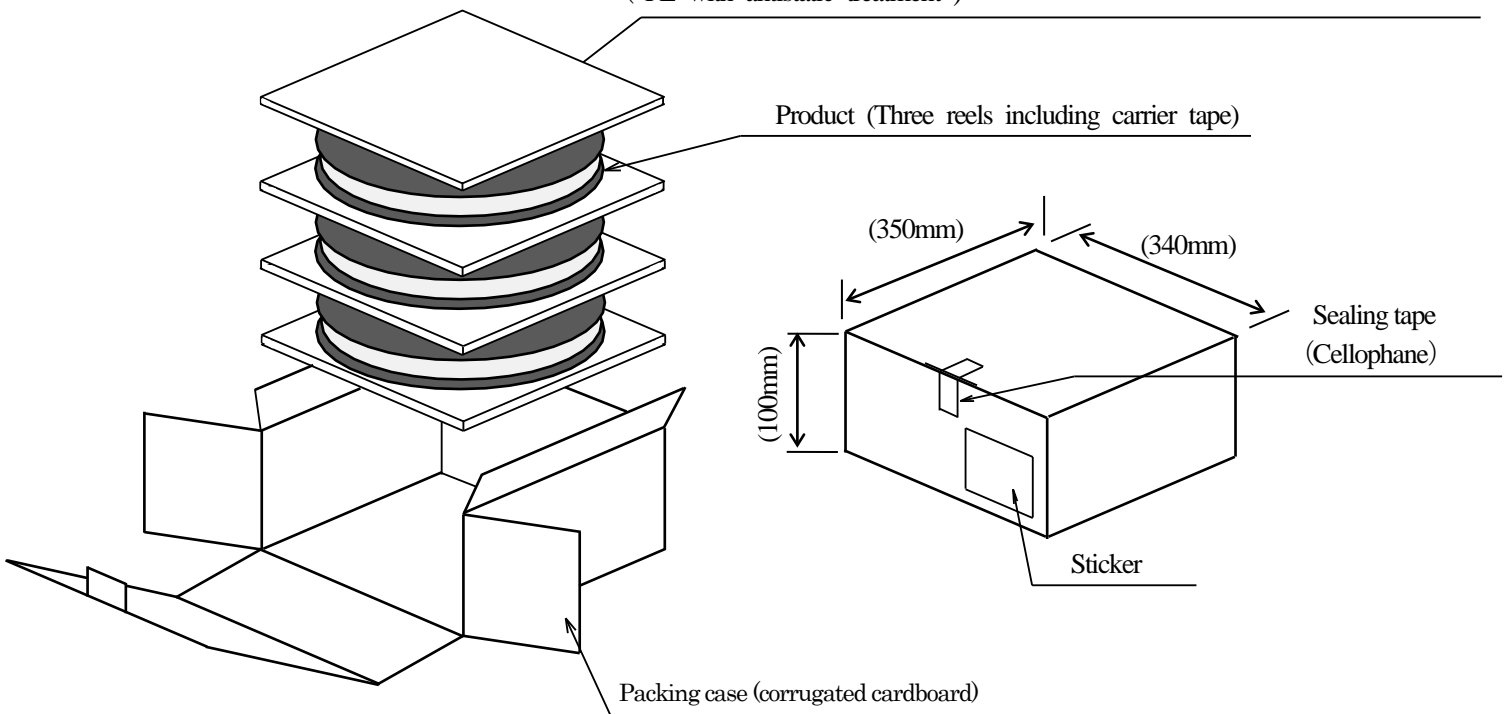 Product (Three reels including carrier tape)
(350mm)
(340mm)
Sealing tape
(Cellophane)
(100mm)
Sticker
Packing case (corrugated cardboard)